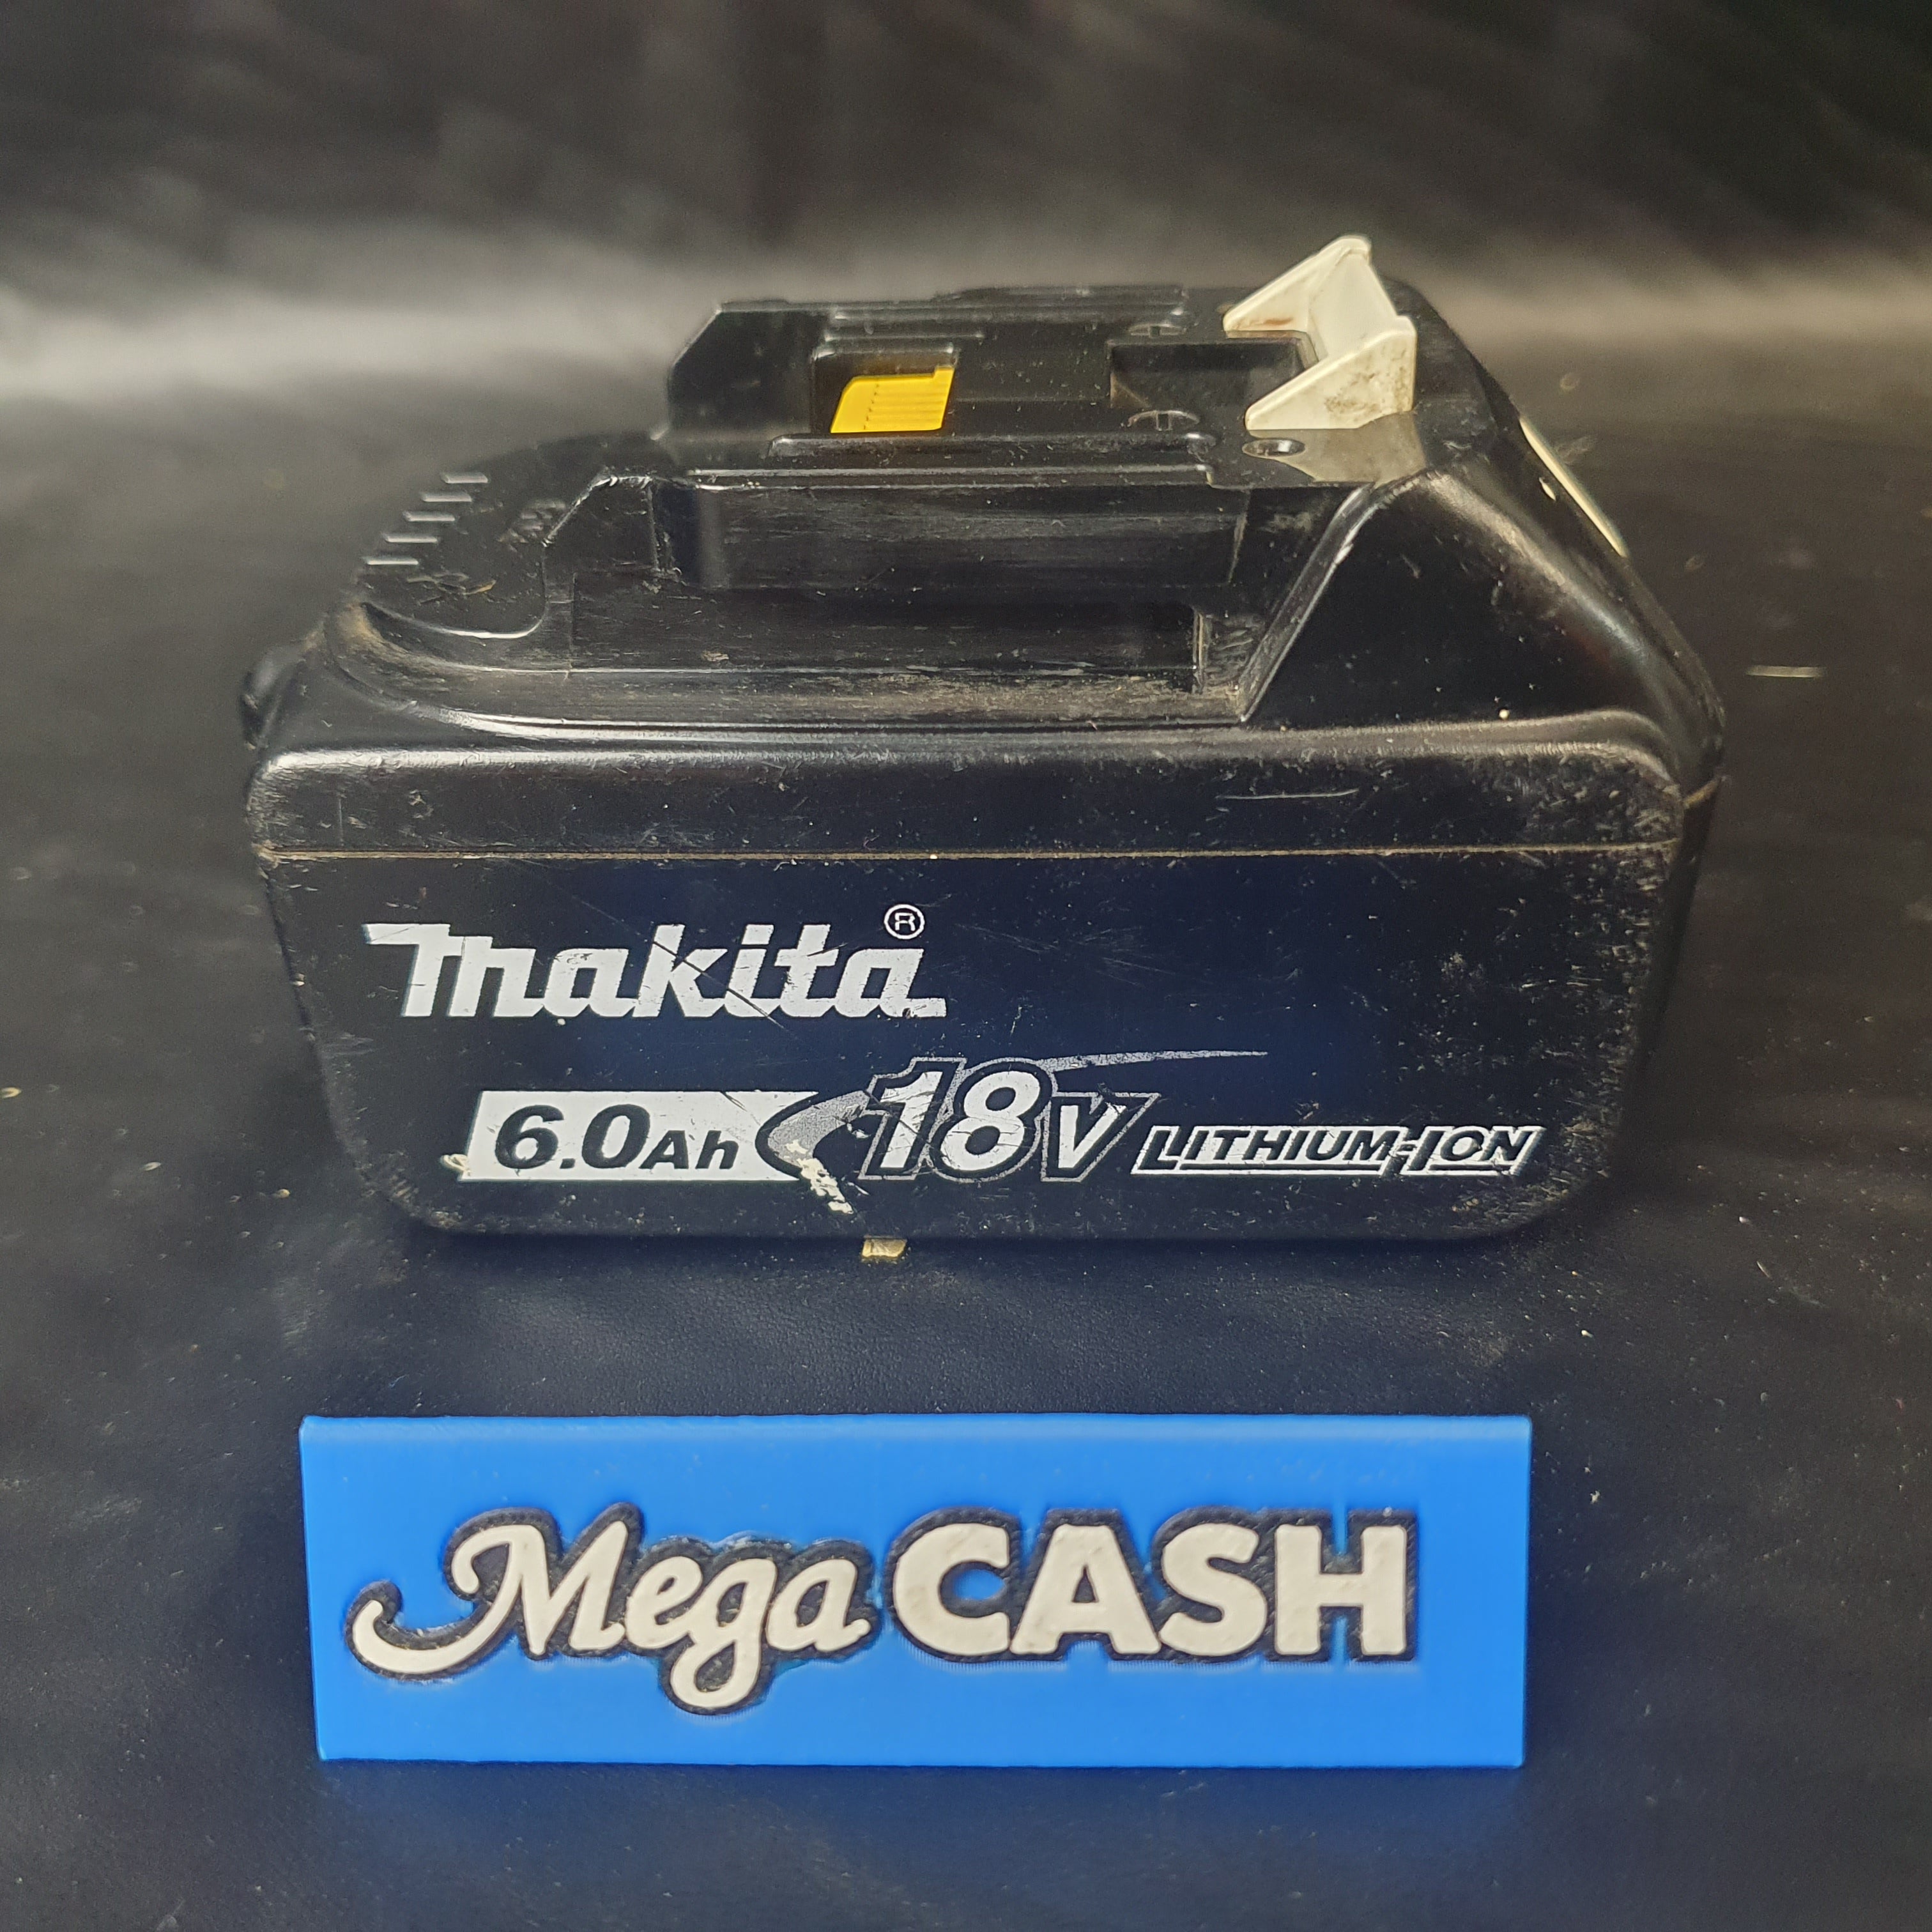 makita®
6.0Ah 18V LITHIUM-ION
Mega CASH